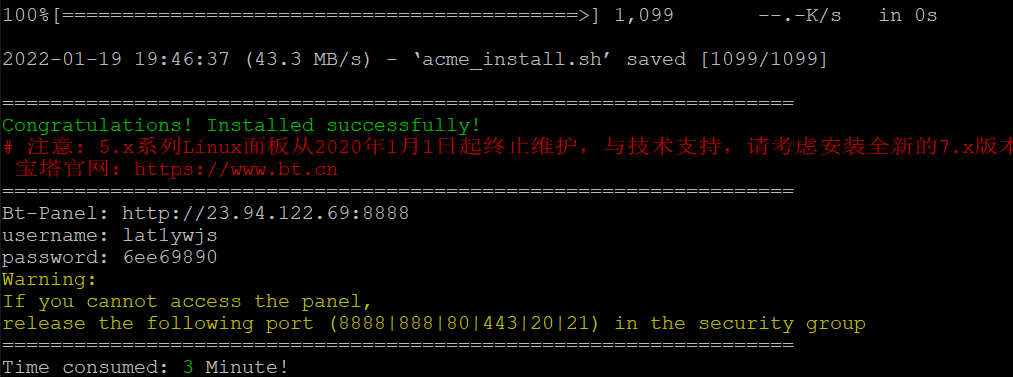 100%[===========================================>] 1,099       --.-K/s   in 0s
2022-01-19 19:46:37 (43.3 MB/s) - ‘acme_install.sh’ saved [1099/1099]
==================================================================
Congratulations! Installed successfully!
# 注意: 5.x系列Linux面板从2020年1月1日起终止维护，与技术支持，请考虑安装全新的7.x版本
宝塔官网: https://www.bt.cn
==================================================================
Bt-Panel: http://23.94.122.69:8888
username: lat1ywjs
password: 6ee69890
Warning:
If you cannot access the panel,
release the following port (8888|888|80|443|20|21) in the security group
==================================================================
Time consumed: 3 Minute!